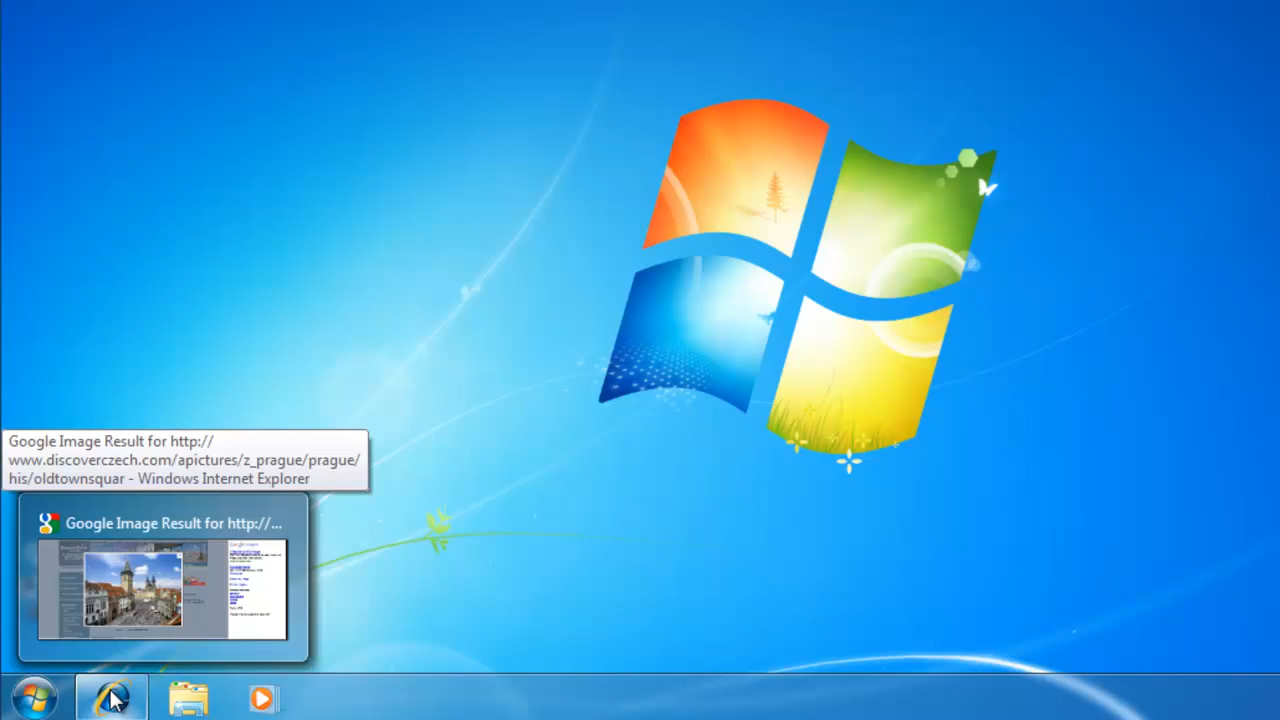 Google Image Result for http://
www.discoverczech.com/apictures/z_prague/prague/
his/oldtownsquar - Windows Internet Explorer
Google Image Result for http://...